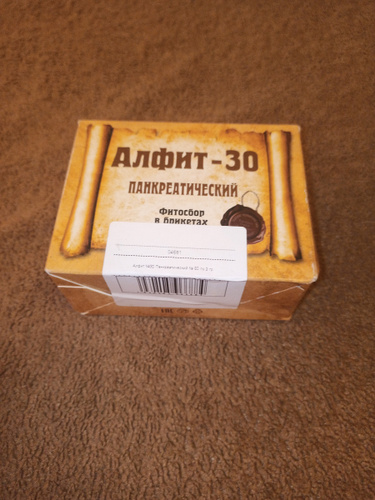 Алфит-30
ПАНКРЕАТИЧЕСКИЙ
Фитосбор
в брикетах